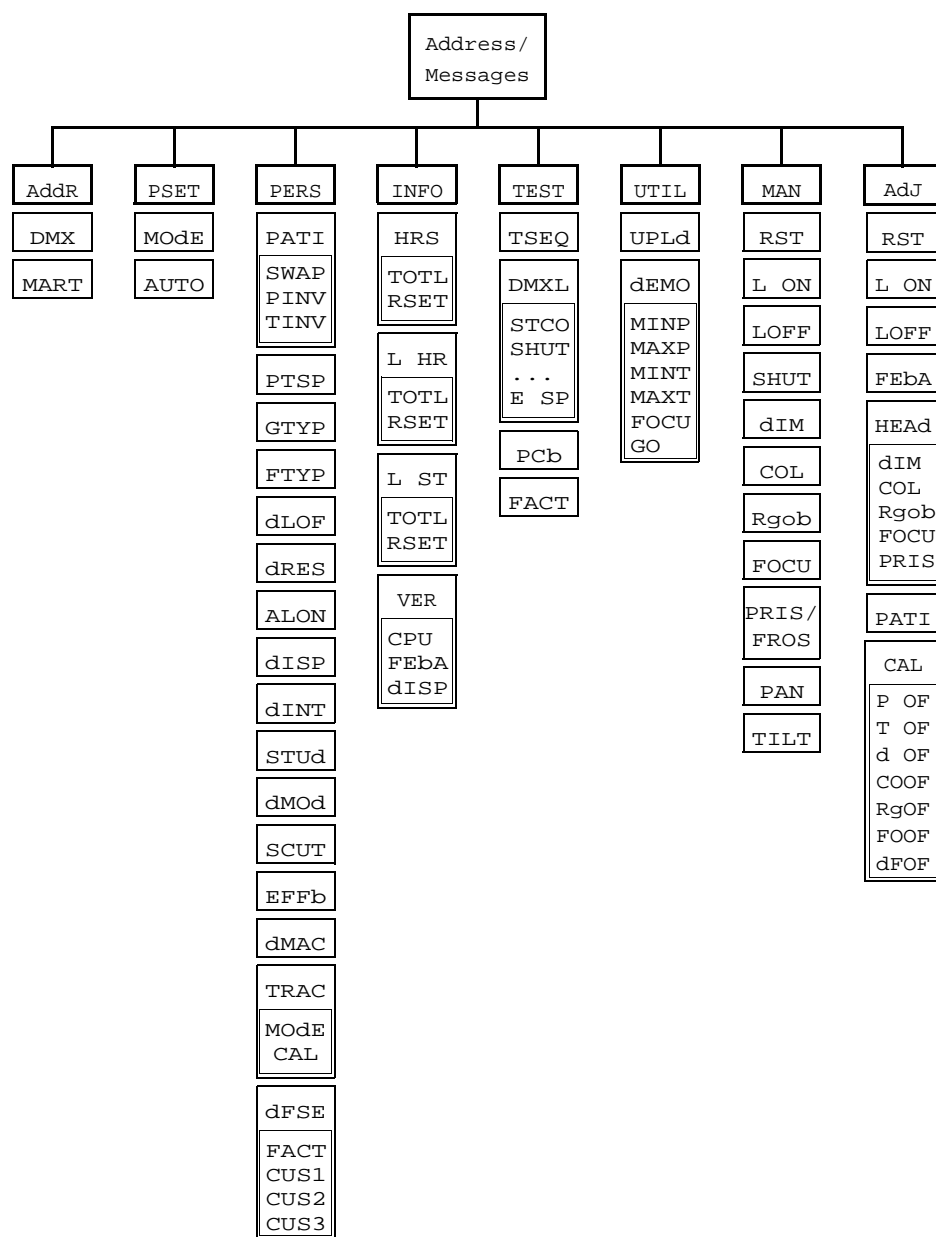 Address/
Messages
AddR
DMX
MART
PSET
MOdE
AUTO
PERS
PATI
SWAP
PINV
TINV
PTSP
GTYP
FTYP
dLOF
dRES
ALON
dISP
dINT
STUd
dMOd
SCUT
EFFb
dMAC
TRAC
MOdE
CAL
dFSE
FACT
CUS1
CUS2
CUS3
INFO
HRS
TOTL
RSET
L HR
TOTL
RSET
L ST
TOTL
RSET
VER
CPU
FEbA
dISP
TEST
TSEQ
DMXL
STCO
SHUT
...
E SP
PCb
FACT
UTIL
UPLd
dEMO
MINP
MAXP
MINT
MAXT
FOCU
GO
MAN
RST
L ON
LOFF
SHUT
dIM
COL
Rgob
FOCU
PRIS/
FROS
PAN
TILT
AdJ
RST
L ON
LOFF
FEbA
HEAd
dIM
COL
Rgob
FOCU
PRIS
PATI
CAL
P OF
T OF
d OF
COOF
RgOF
FOOF
dFOF